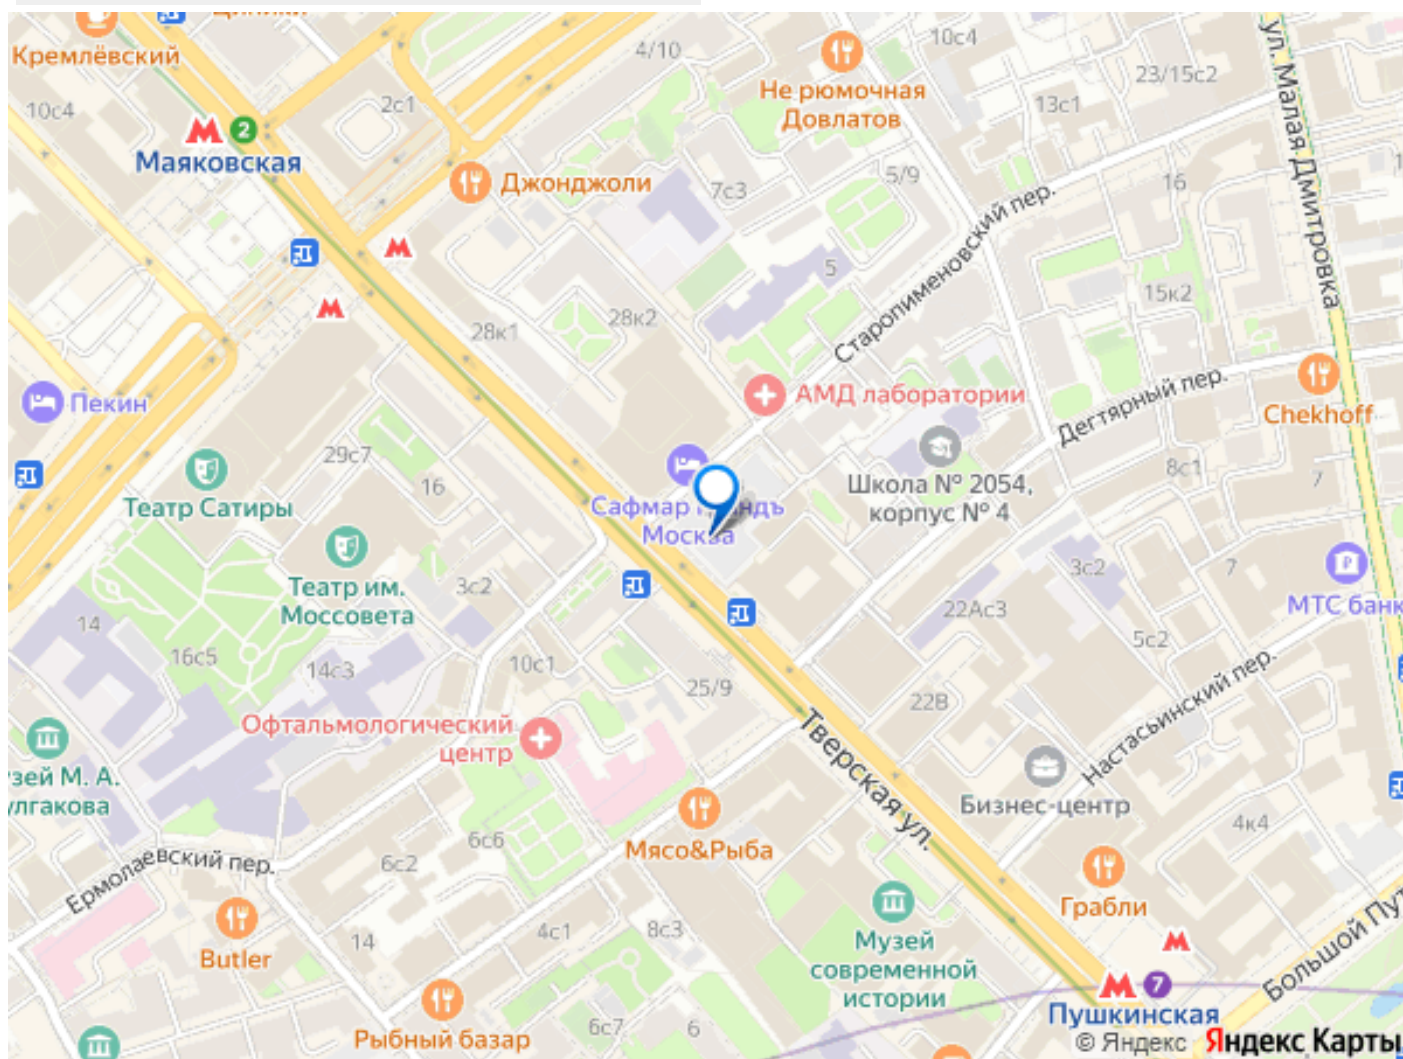 Кремлёвский
10с4
2с1
4/10
10с4
23/15с2
13с1
Не рюмочная
Довлатов
ул. Малая Дмитровка
М 2
Маяковская
Джонджоли
7с3
5/9
16
Старопименовский пер.
М
5
15к2
М
28к1
28к2
Пекин
АМД лаборатории
Дегтярный пер.
Chekhoff
29с7
16
Театр Сатиры
Сафмар
Москва
Школа № 2054,
корпус № 4
8с1
7
Театр им.
Моссовета
3с2
3с2
7
МТС банк
14
22Ас3
5с2
16с5
14с3
10с1
25/9
22В
Настасьинский пер.
Офтальмологический
центр
Тверская ул.
М. А.
Бизнес-центр
4к4
6с6
6с2
Мясо&Рыба
Ермолаевский пер.
Грабли
Butler
14
4с1
8с3
Музей
современной
истории
М
Большой
М 7
Пушкинская
Рыбный базар
6с7
6
© Яндекс Яндекс Карты